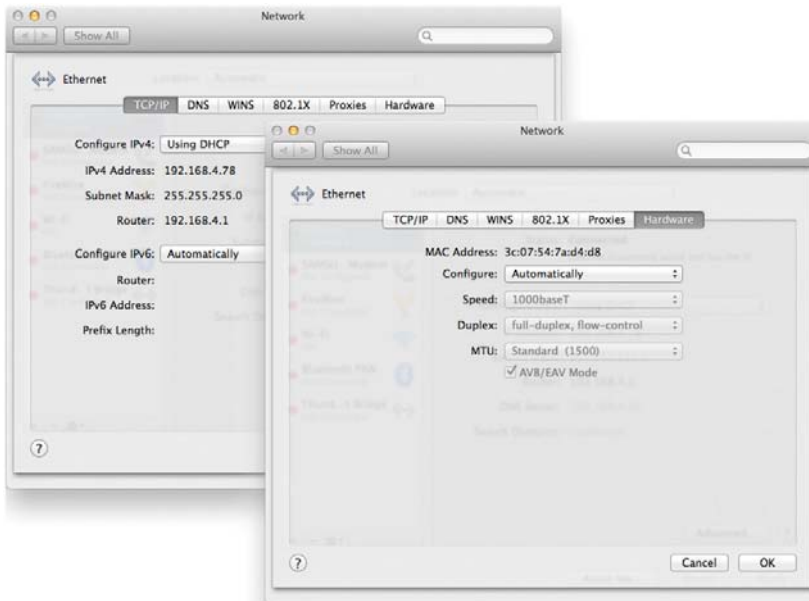 Network
Show All
Ethernet
TCP/IP DNS WINS 802.1X Proxies Hardware
Configure IPv4: Using DHCP
IPv4 Address: 192.168.4.78
Subnet Mask: 255.255.255.0
Router: 192.168.4.1
Configure IPv6: Automatically
Router:
IPv6 Address:
Prefix Length:
?
Network
Show All
Ethernet
TCP/IP DNS WINS 802.1X Proxies Hardware
MAC Address: 3c:07:54:7a:d4:d8
Configure: Automatically
Speed: 1000baseT
Duplex: full-duplex, flow-control
MTU: Standard (1500)
AVB/EAV Mode
?
Cancel OK